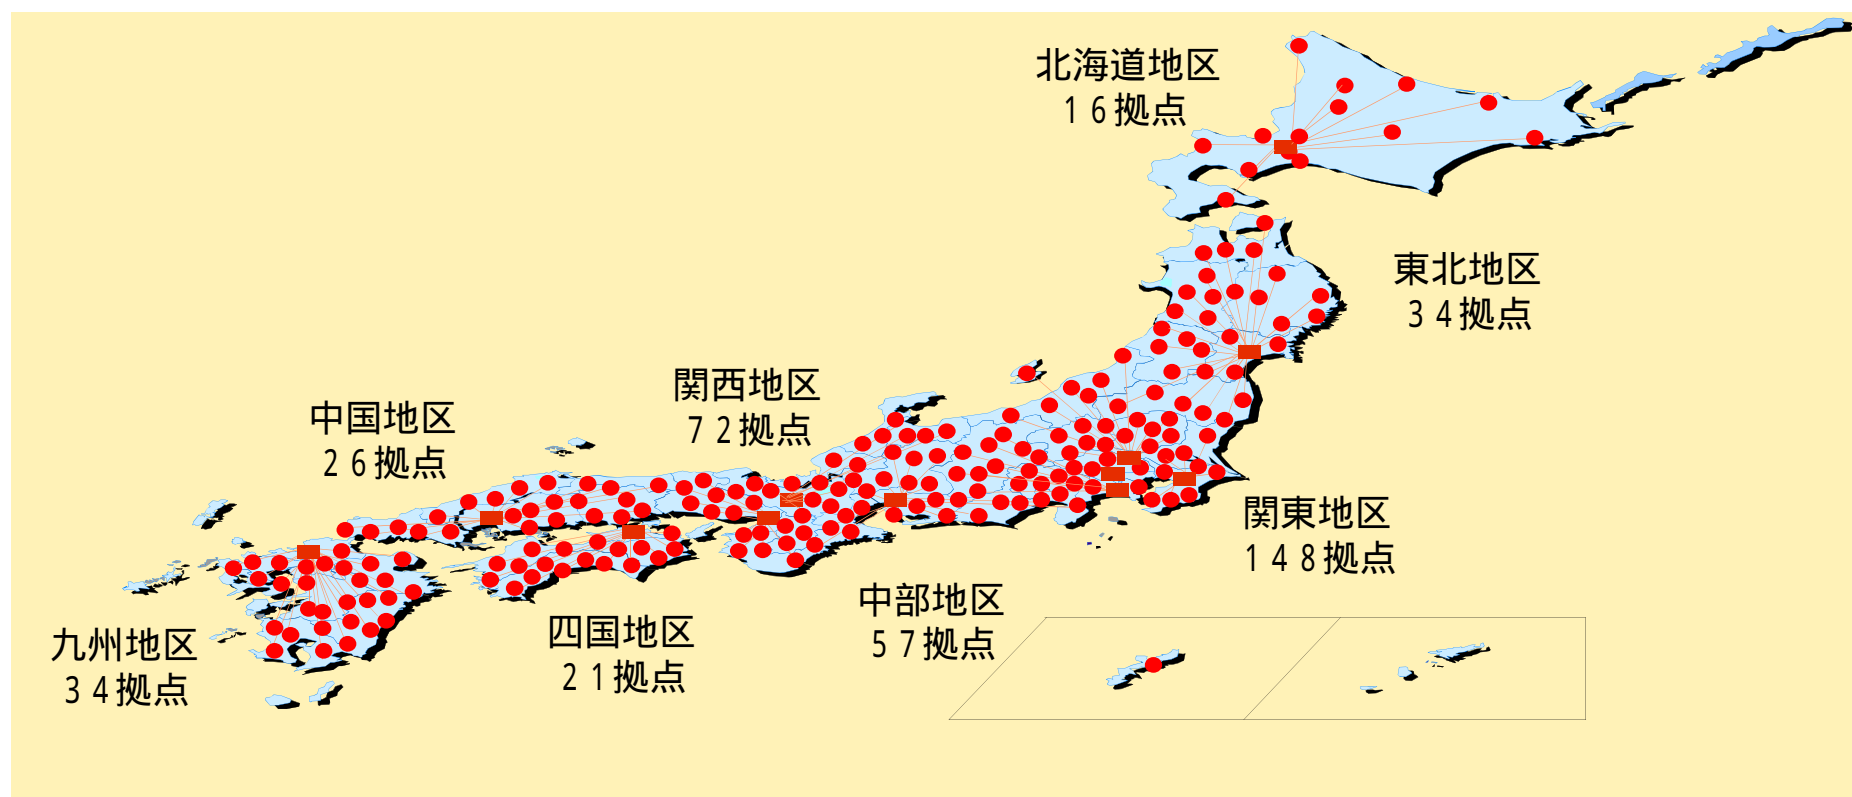 北海道地区
１６拠点
東北地区
３４拠点
関西地区
７２拠点
中国地区
２６拠点
関東地区
１４８拠点
中部地区
５７拠点
四国地区
２１拠点
九州地区
３４拠点